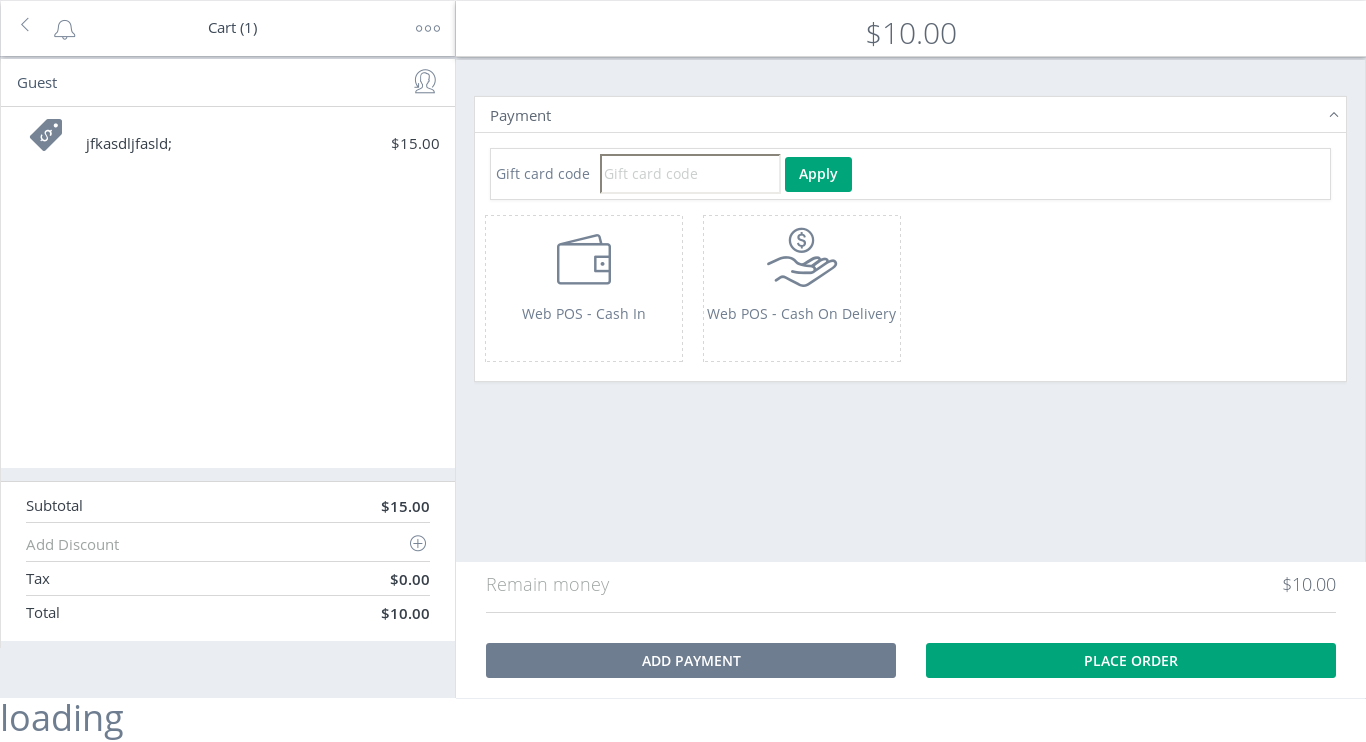 Cart (1)
$10.00
Guest
jfkasdljfasld; $15.00
Payment
Gift card code Gift card code Apply
Web POS - Cash In
Web POS - Cash On Delivery
Subtotal $15.00
Add Discount
Tax $0.00
Total $10.00
Remain money $10.00
ADD PAYMENT
PLACE ORDER
loading